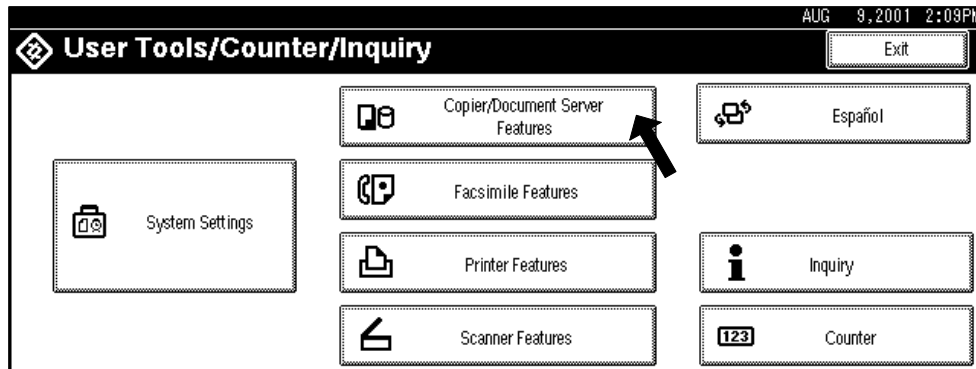 AUG 9,2001 2:09PM
User Tools/Counter/Inquiry
Exit
Copier/Document Server
Features
Español
Facsimile Features
System Settings
Printer Features
Inquiry
Scanner Features
123
Counter